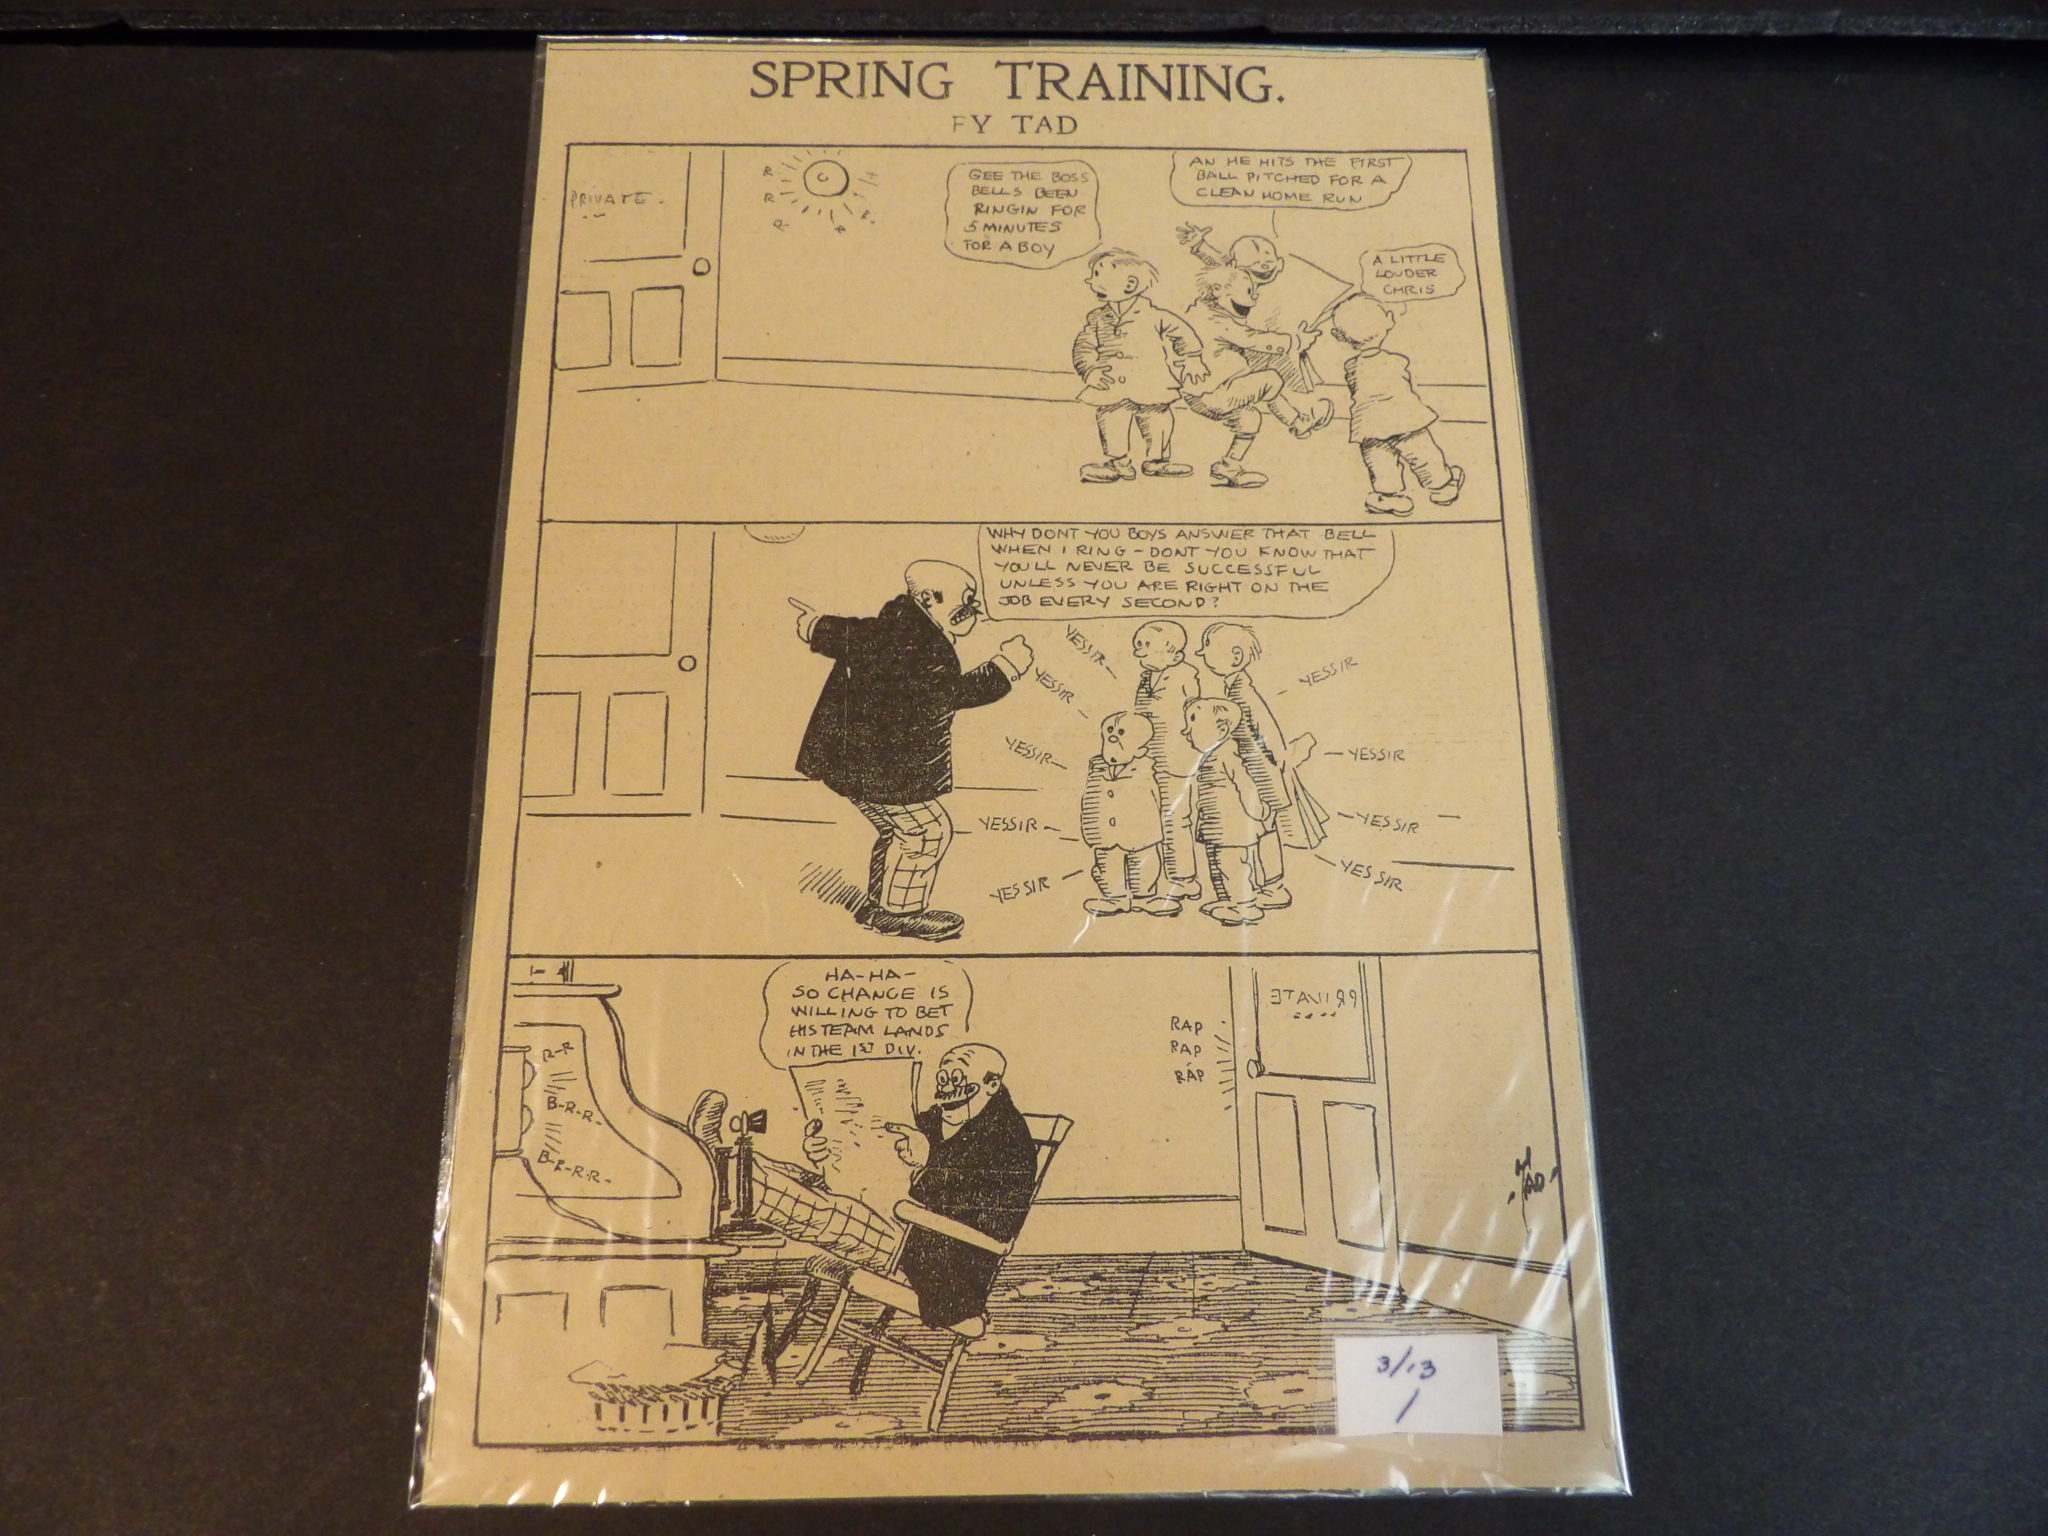 SPRING TRAINING.
FY TAD
PRIVATE.
R
R
R
R
R.
GEE THE BOSS
BELLS BEEN
RINGIN FOR
5 MINUTES
FOR A BOY
AN HE HITS THE FIRST
BALL PITCHED FOR A
CLEAN HOME RUN
A LITTLE
LOUDER
CHRIS
WHY DONT YOU BOYS ANSWER THAT BELL
WHEN I RING - DONT YOU KNOW THAT
YOULL NEVER BE SUCCESSFUL
UNLESS YOU ARE RIGHT ON THE
JOB EVERY SECOND?
YESSIR
YESSIR
YESSIR
YESSIR
YESSIR
YESSIR
YESSIR
YESSIR
YESSIR
HA-HA-
SO CHANCE IS
WILLING TO BET
HIS TEAM LANDS
IN THE 1ST DIV.
PRIVATE
RAP
RAP
RAP
R-R
B-R-R-
B-R-R-R-
TAD
3/13
1